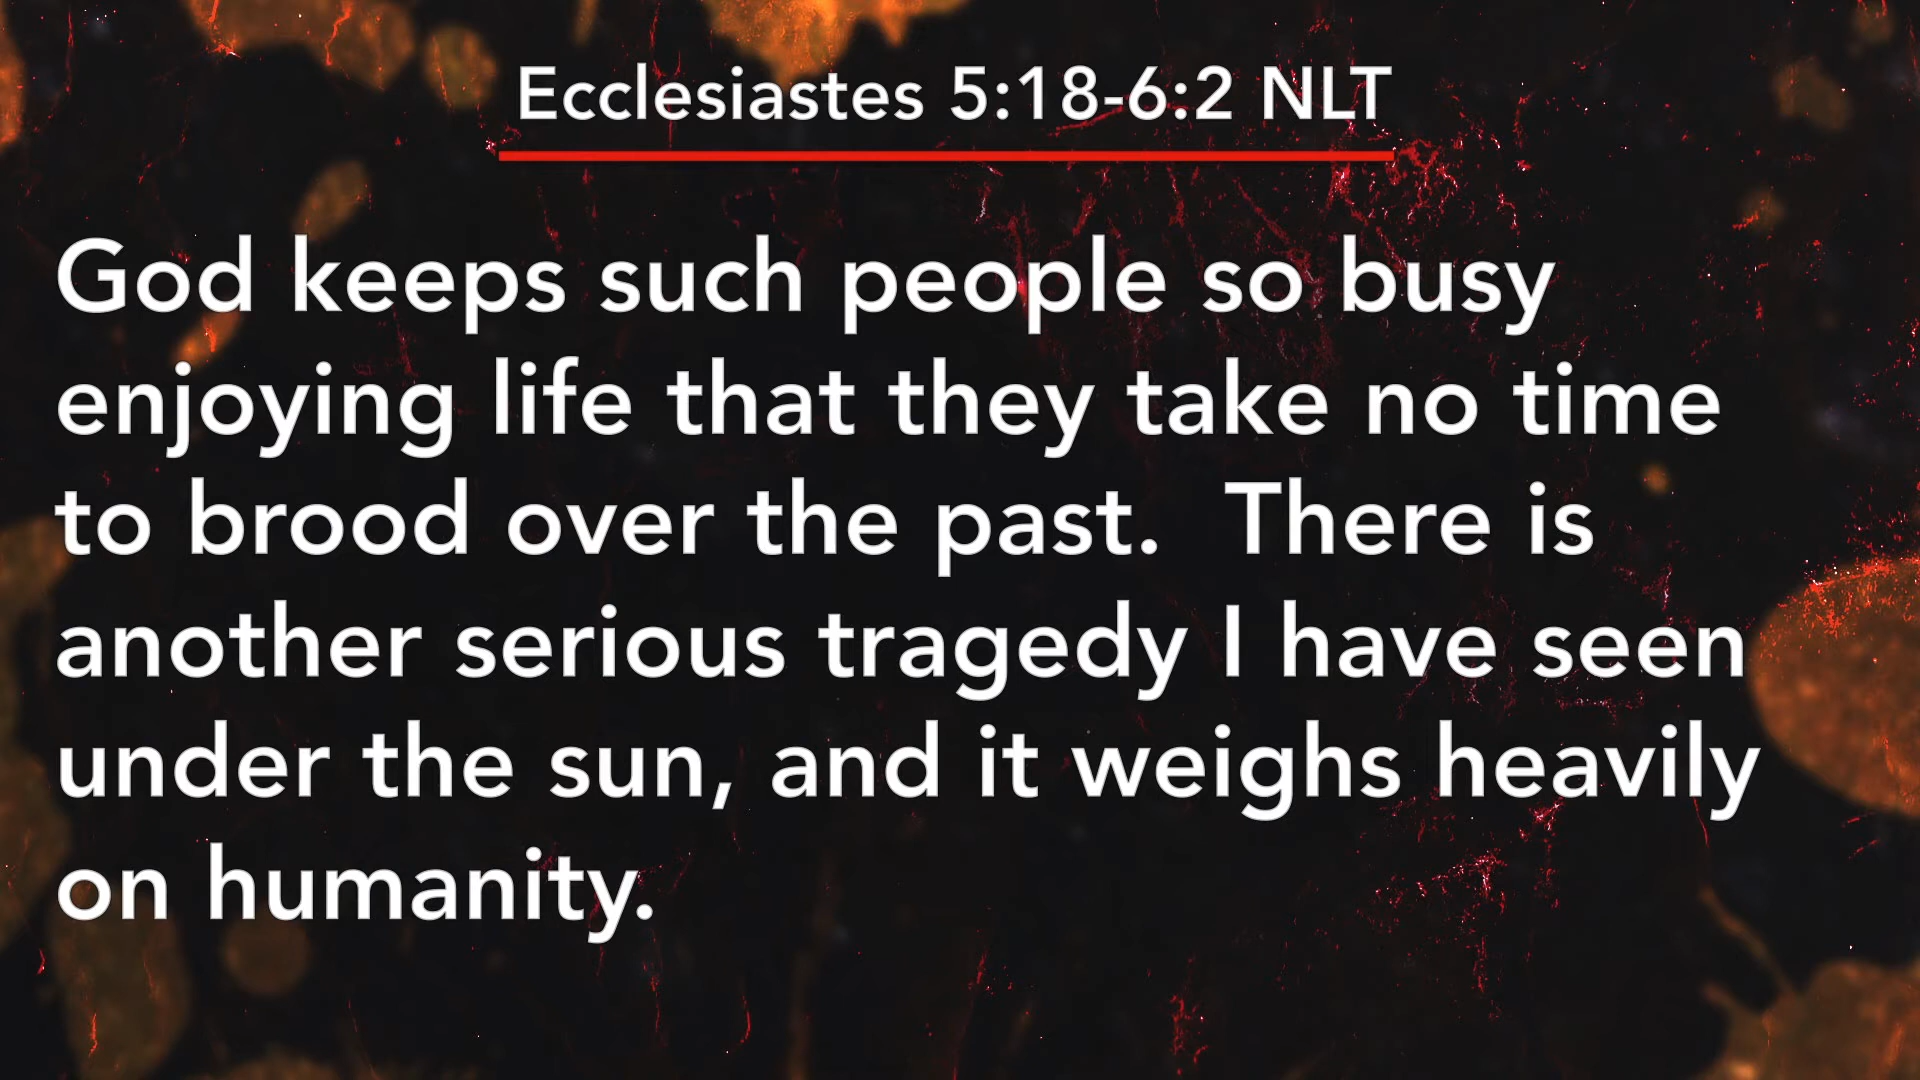 Ecclesiastes 5:18-6:2 NLT
God keeps such people so busy
enjoying life that they take no time
to brood over the past.  There is
another serious tragedy I have seen
under the sun, and it weighs heavily
on humanity.